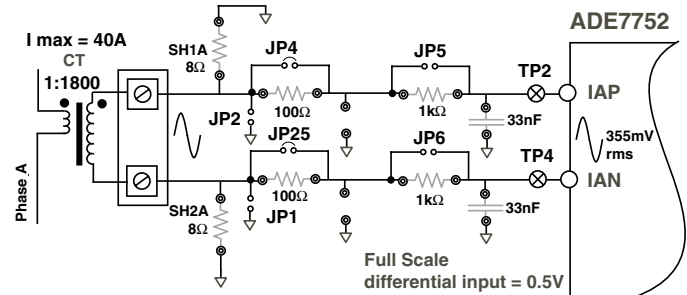 ADE7752
I max = 40A
CT
1:1800
SH1A
8Ω
JP4
JP5
TP2
JP2
100Ω
1kΩ
33nF
IAP
355mV
rms
JP25
JP6
TP4
IAN
Phase A
SH2A
8Ω
JP1
100Ω
1kΩ
33nF
Full Scale
differential input = 0.5V